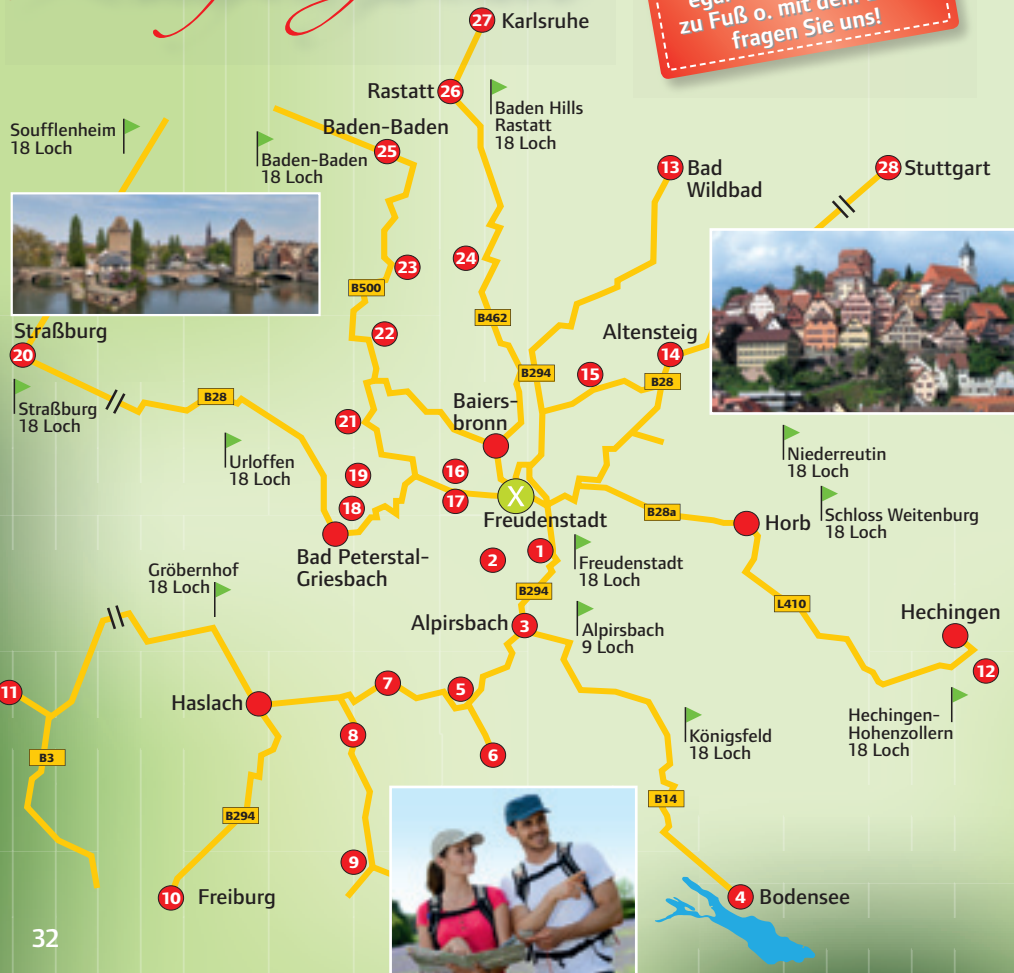 egal
zu Fuß o. mit dem
fragen Sie uns!
27 Karlsruhe
Rastatt 26
Baden Hills
Rastatt
18 Loch
Soufflenheim
18 Loch
Baden-Baden
25
Baden-Baden
18 Loch
13 Bad
Wildbad
28 Stuttgart
23
24
B500
B462
22
Straßburg
20
Altensteig
14
15
B294
B28
Straßburg
18 Loch
B28
21
Baiers-
bronn
Urloffen
18 Loch
Niederreutin
18 Loch
16
19
17
18
X
Freudenstadt
B28a
Horb
Schloss Weitenburg
18 Loch
Bad Peterstal-
Griesbach
2
1
Freudenstadt
18 Loch
Gröbernhof
18 Loch
B294
L410
Alpirsbach 3
Alpirsbach
9 Loch
Hechingen
12
11
Haslach
7
5
8
6
Königsfeld
18 Loch
Hechingen-
Hohenzollern
18 Loch
B3
B294
B14
9
10 Freiburg
4 Bodensee
32